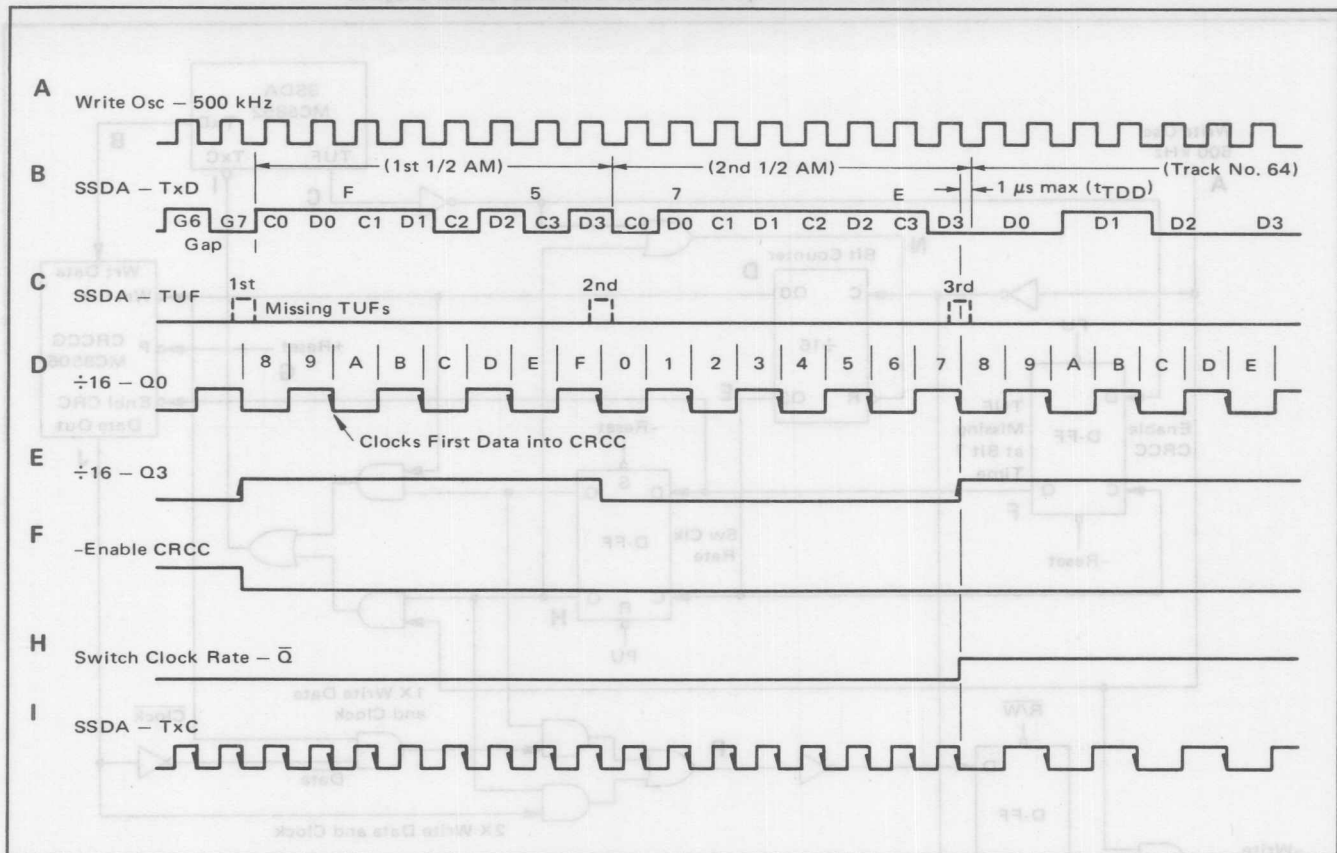 A
Write Osc – 500 kHz
B
(1st 1/2 AM)
(2nd 1/2 AM)
(Track No. 64)
SSDA – TxD
F
5
7
E
1 μs max (tTDD)
G6 G7 C0 D0 C1 D1 C2 D2 C3 D3 C0 D0 C1 D1 C2 D2 C3 D3 D0 D1 D2 D3
Gap
C
SSDA – TUF
1st
Missing TUFs
2nd
3rd
D
8 9 A B C D E F 0 1 2 3 4 5 6 7 8 9 A B C D E
÷16 – Q0
Clocks First Data into CRCC
E
÷16 – Q3
F
–Enable CRCC
H
Switch Clock Rate – Q̅
I
SSDA – TxC